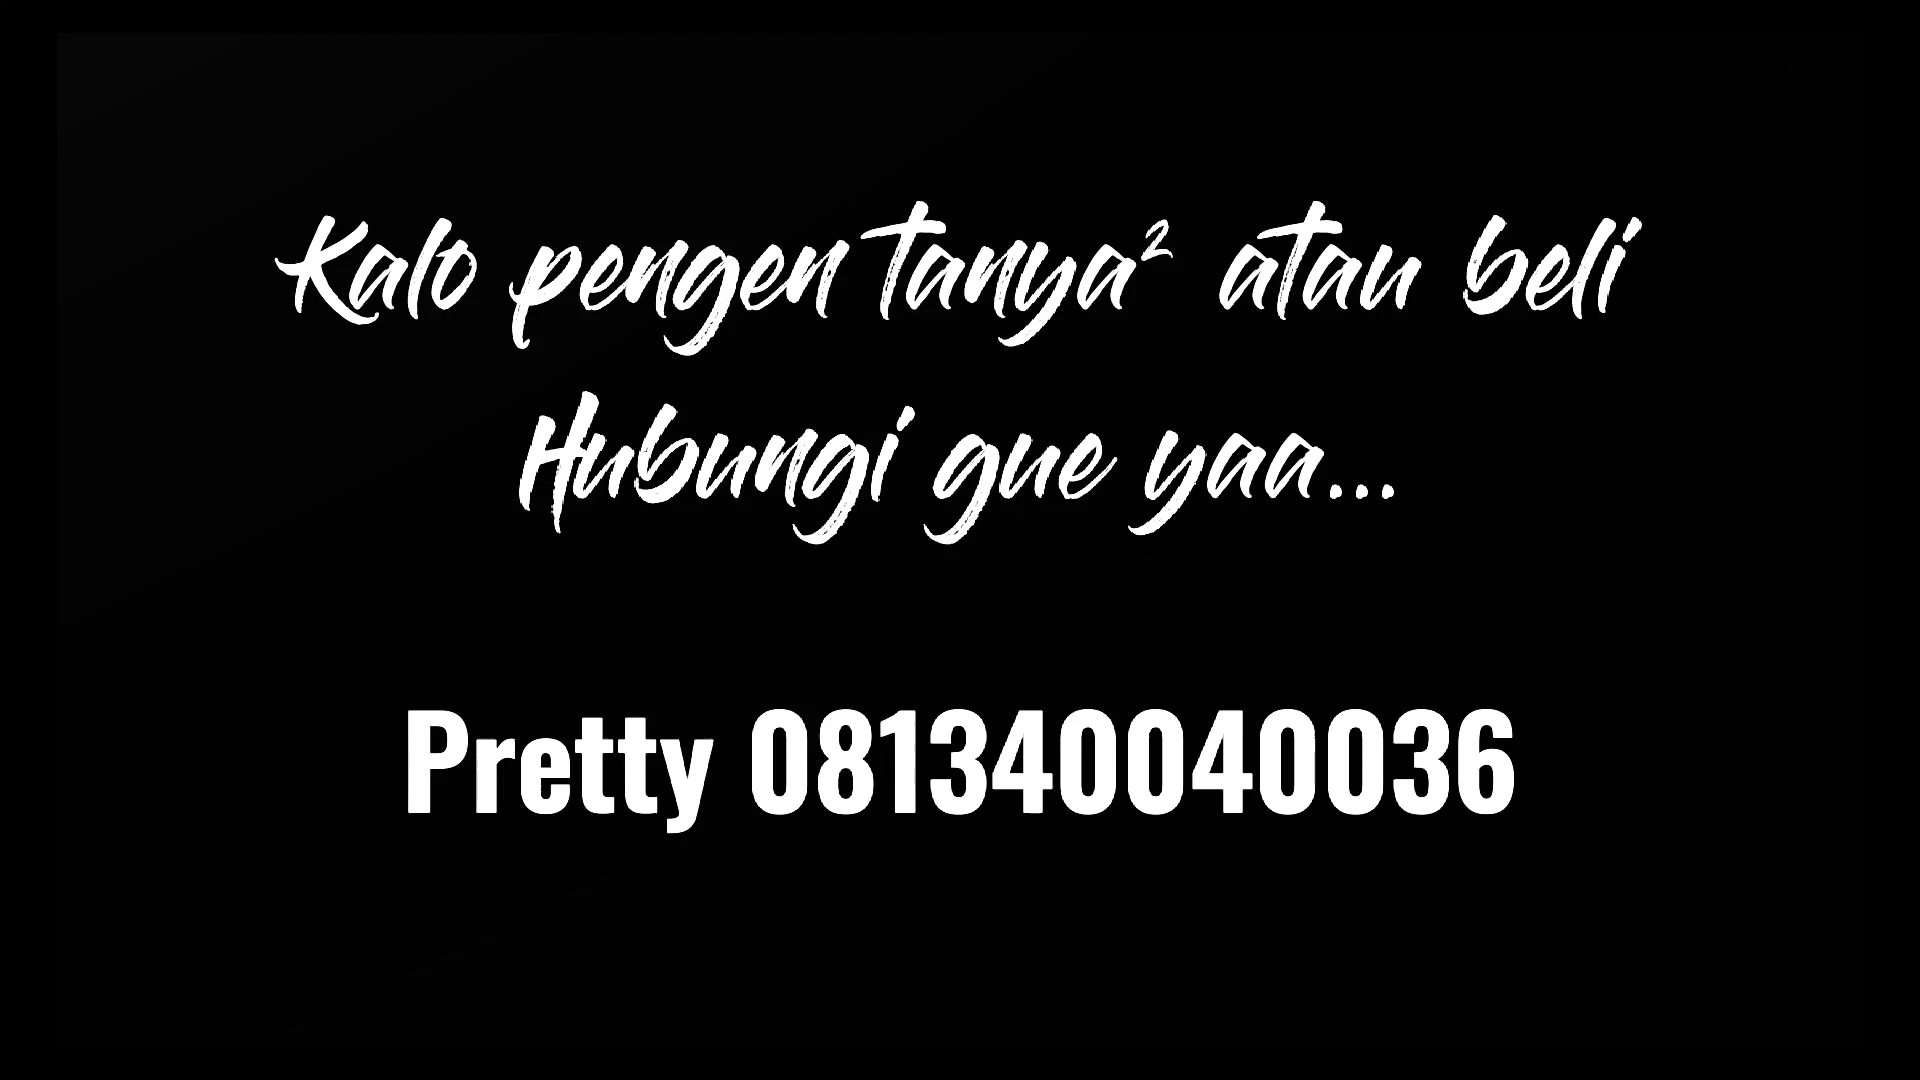 Kalo pengen tanya² atau beli
Hubungi gue yaa...
Pretty 081340040036